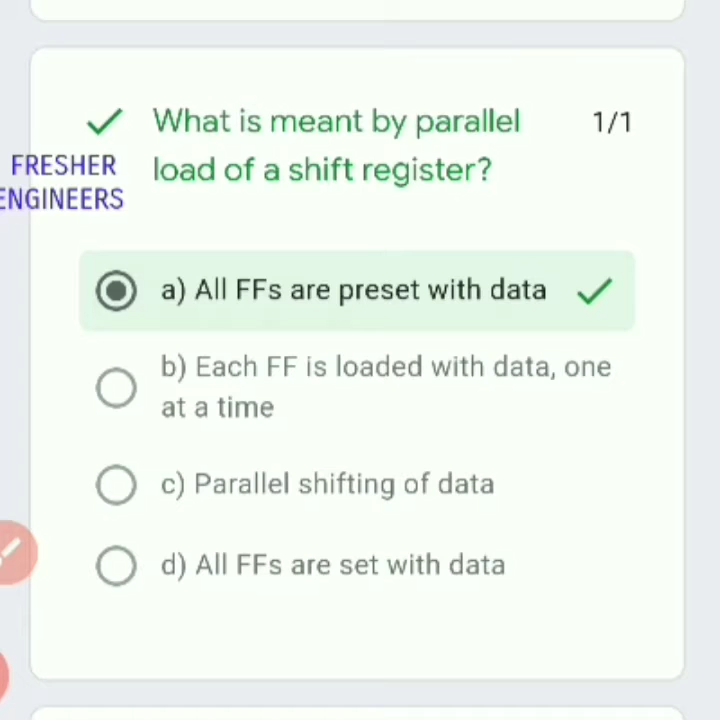 What is meant by parallel 1/1
load of a shift register?
FRESHER
ENGINEERS
a) All FFs are preset with data
b) Each FF is loaded with data, one
at a time
c) Parallel shifting of data
d) All FFs are set with data